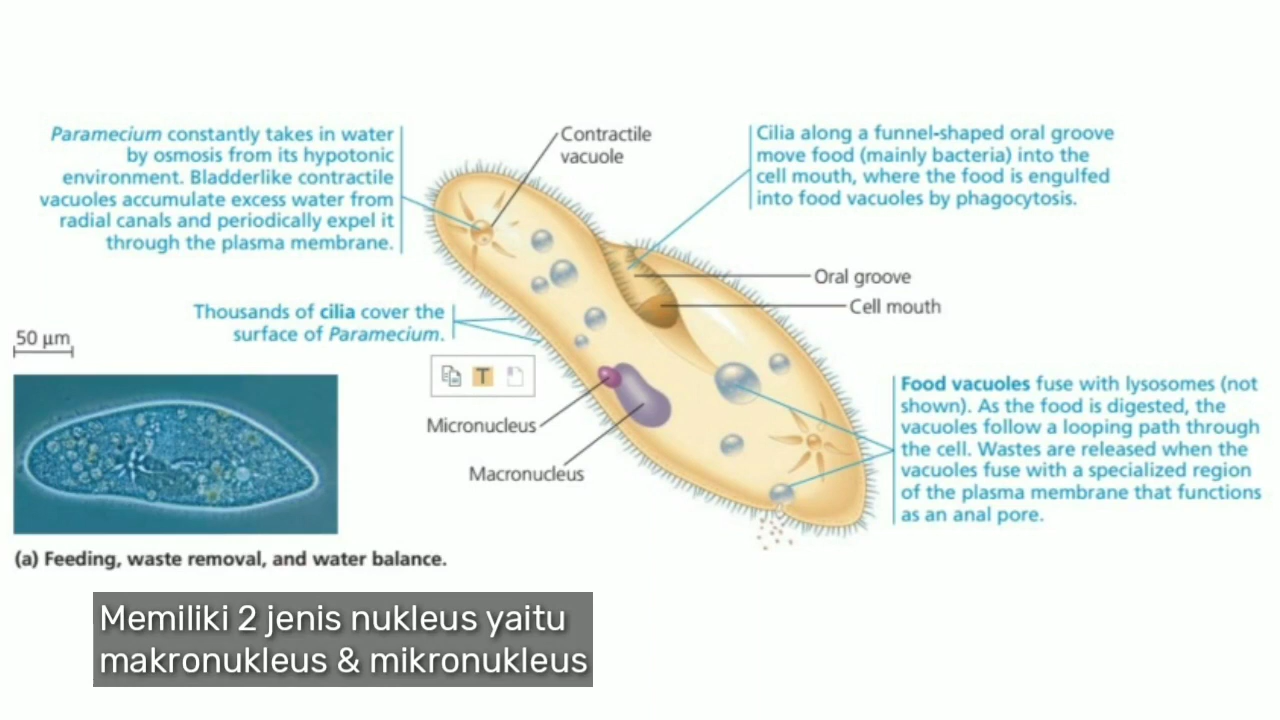 Paramecium constantly takes in water
by osmosis from its hypotonic
environment. Bladderlike contractile
vacuoles accumulate excess water from
radial canals and periodically expel it
through the plasma membrane.
Contractile
vacuole
Cilia along a funnel-shaped oral groove
move food (mainly bacteria) into the
cell mouth, where the food is engulfed
into food vacuoles by phagocytosis.
Oral groove
Cell mouth
Thousands of cilia cover the
surface of Paramecium.
50 µm
T
Micronucleus
Macronucleus
Food vacuoles fuse with lysosomes (not
shown). As the food is digested, the
vacuoles follow a looping path through
the cell. Wastes are released when the
vacuoles fuse with a specialized region
of the plasma membrane that functions
as an anal pore.
(a) Feeding, waste removal, and water balance.
Memiliki 2 jenis nukleus yaitu
makronukleus & mikronukleus